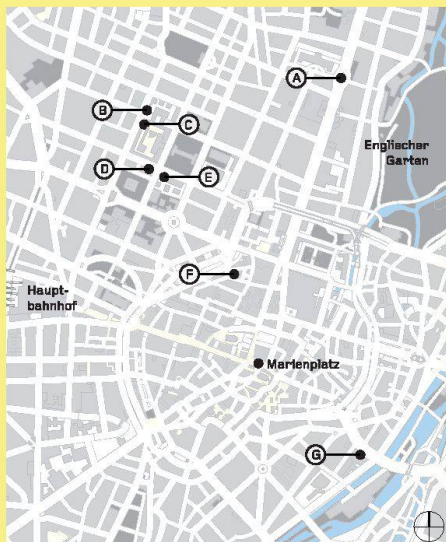 A
B
C
Englischer
Garten
D
E
F
Haupt-
bahnhof
Marienplatz
G